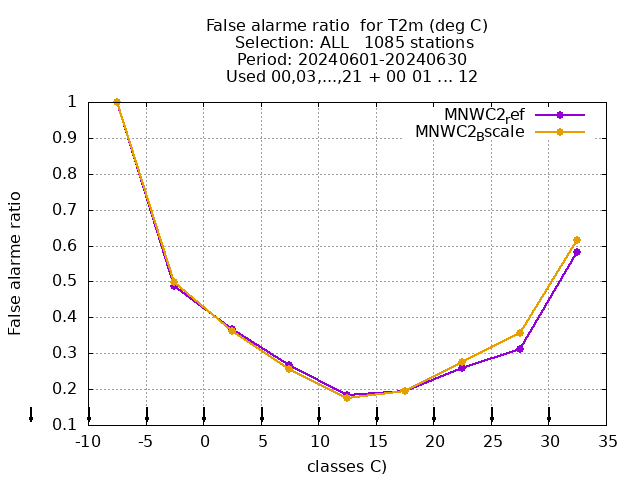 False alarme ratio  for T2m (deg C)
Selection: ALL   1085 stations
Period: 20240601-20240630
Used 00,03,...,21 + 00 01 ... 12
MNWC2ref
MNWC2Bscale
False alarme ratio
1
0.9
0.8
0.7
0.6
0.5
0.4
0.3
0.2
0.1
-10 -5 0 5 10 15 20 25 30 35
classes C)